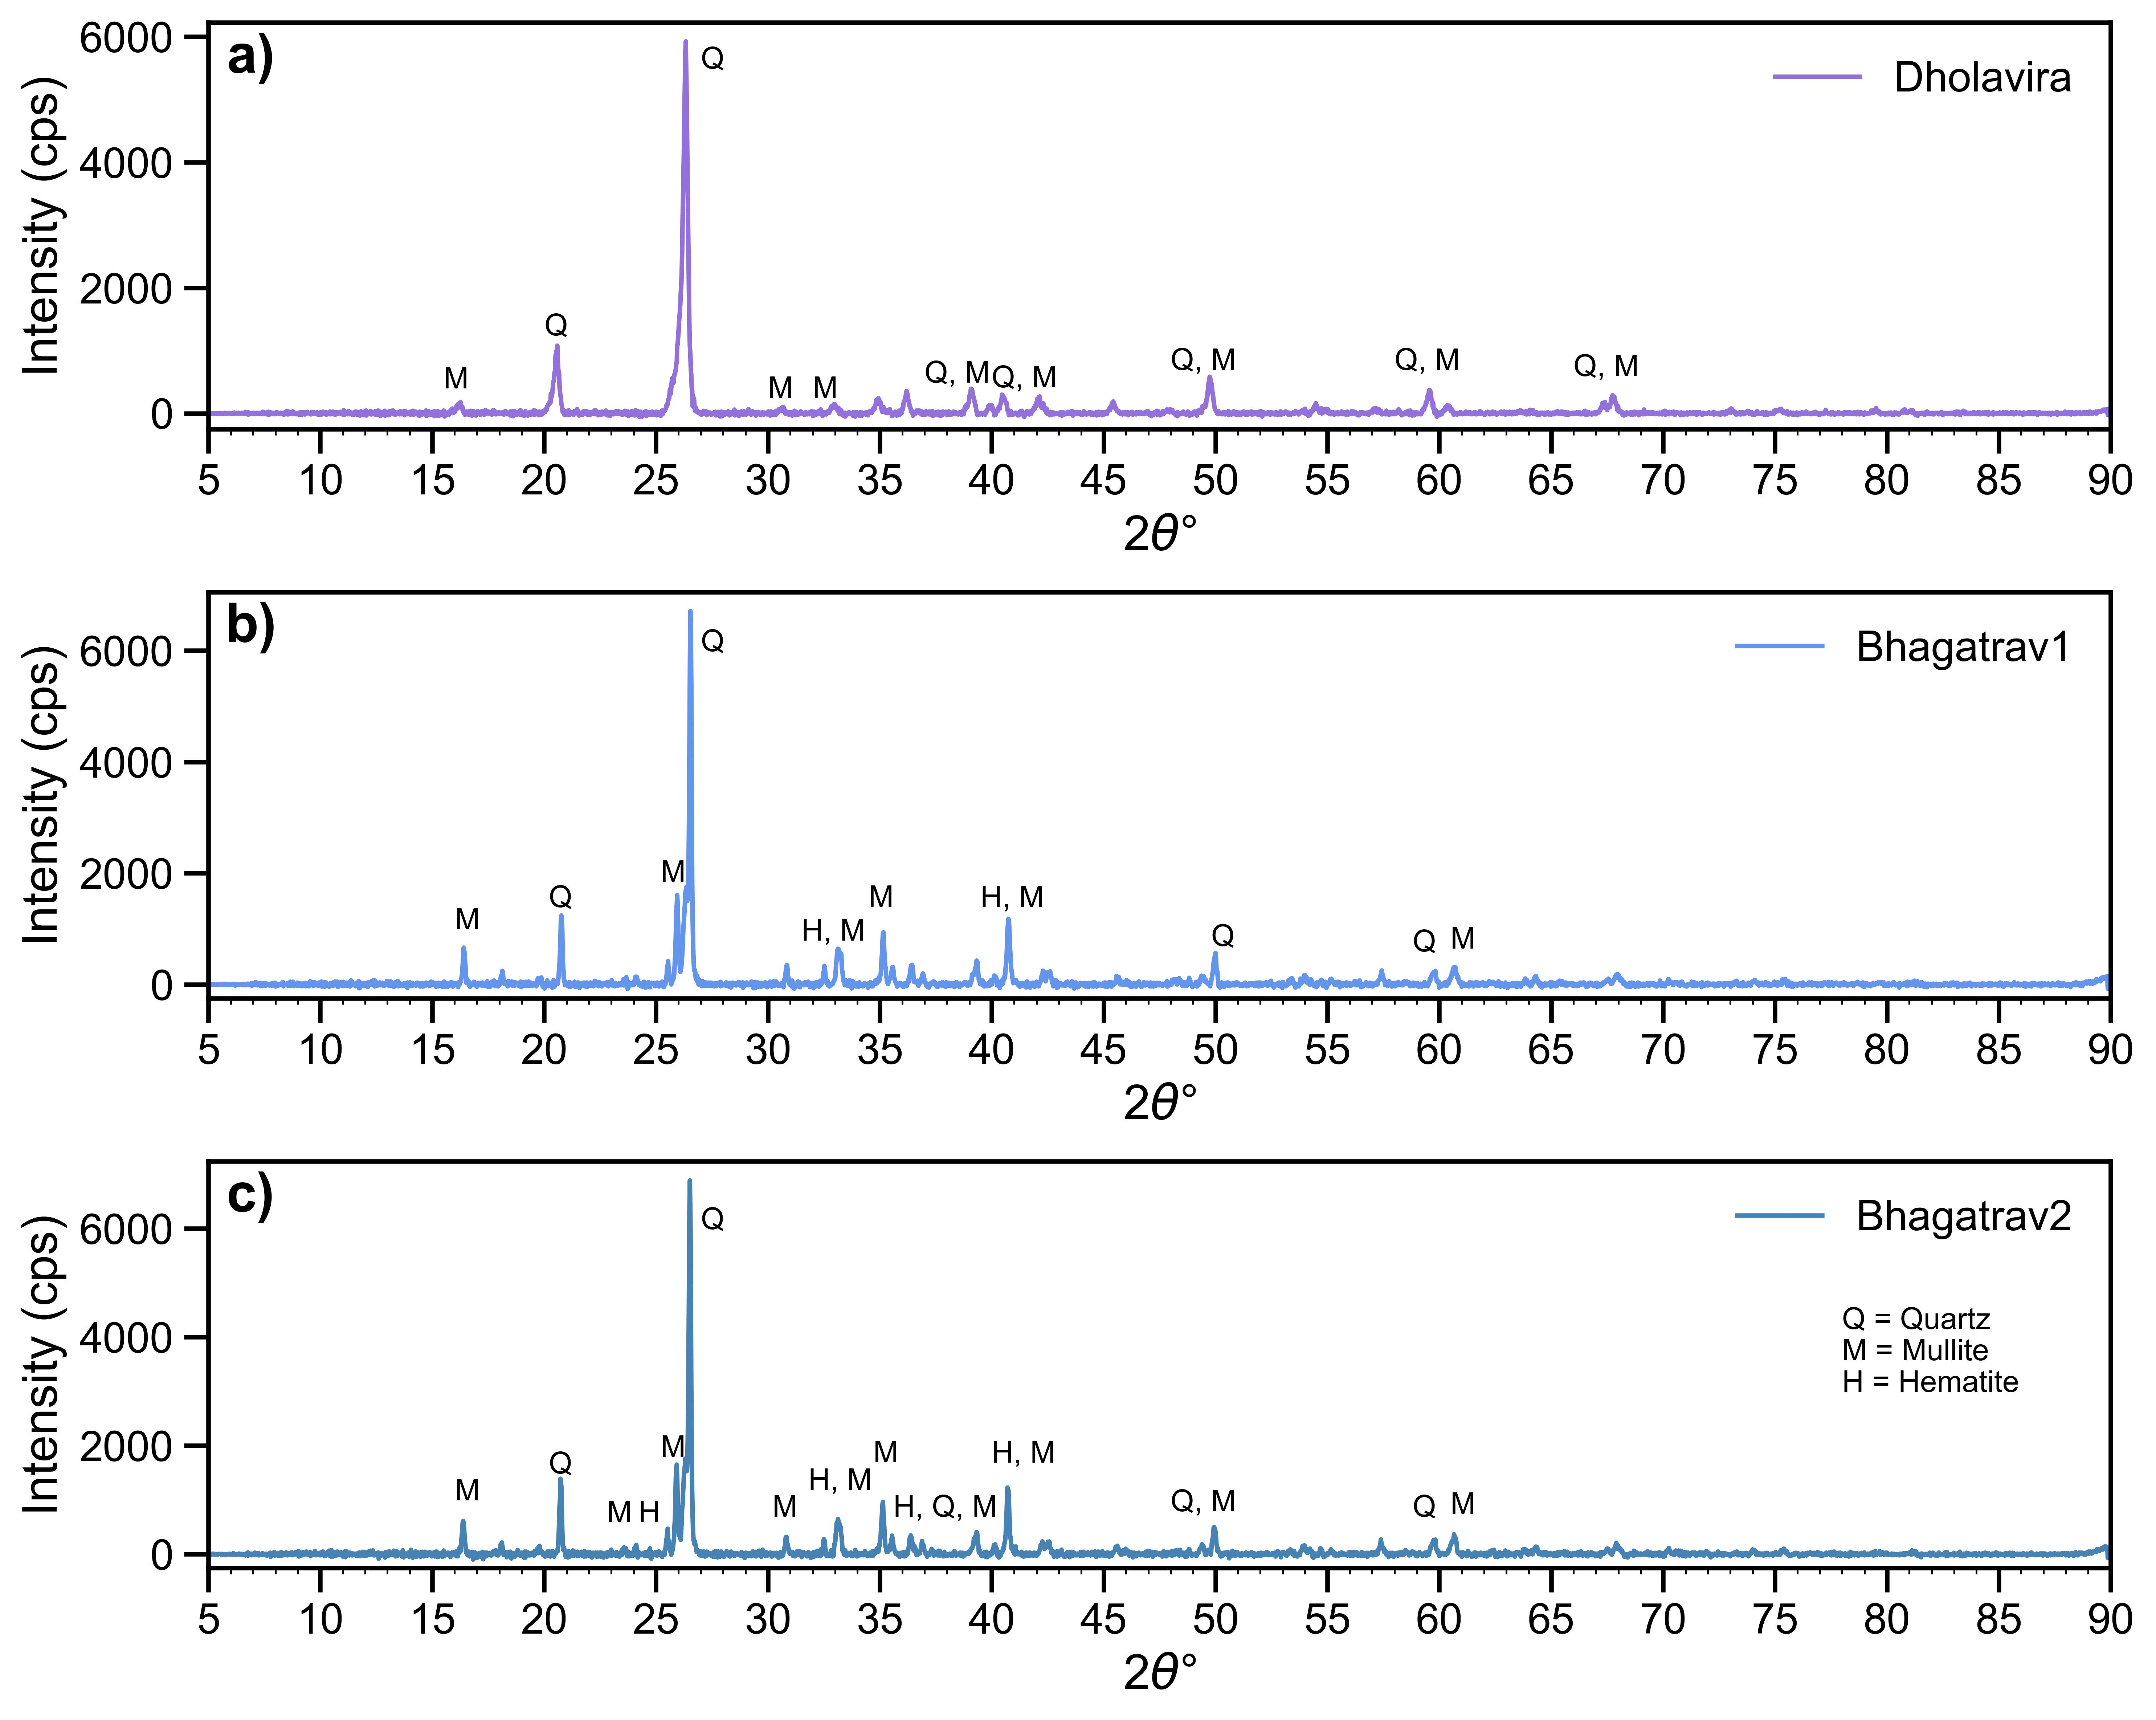 a)
Dholavira
Intensity (cps)
6000
4000
2000
0
Q
Q
M
M M
Q, M Q, M
Q, M
Q, M
Q, M
5 10 15 20 25 30 35 40 45 50 55 60 65 70 75 80 85 90
2θ°
b)
Bhagatrav1
Intensity (cps)
6000
4000
2000
0
Q
M
Q
M
H, M
M
H, M
Q
Q M
5 10 15 20 25 30 35 40 45 50 55 60 65 70 75 80 85 90
2θ°
c)
Bhagatrav2
Q = Quartz
M = Mullite
H = Hematite
Intensity (cps)
6000
4000
2000
0
Q
M
Q
M
M H
M
H, M
M
H, Q, M
H, M
Q, M
Q M
5 10 15 20 25 30 35 40 45 50 55 60 65 70 75 80 85 90
2θ°